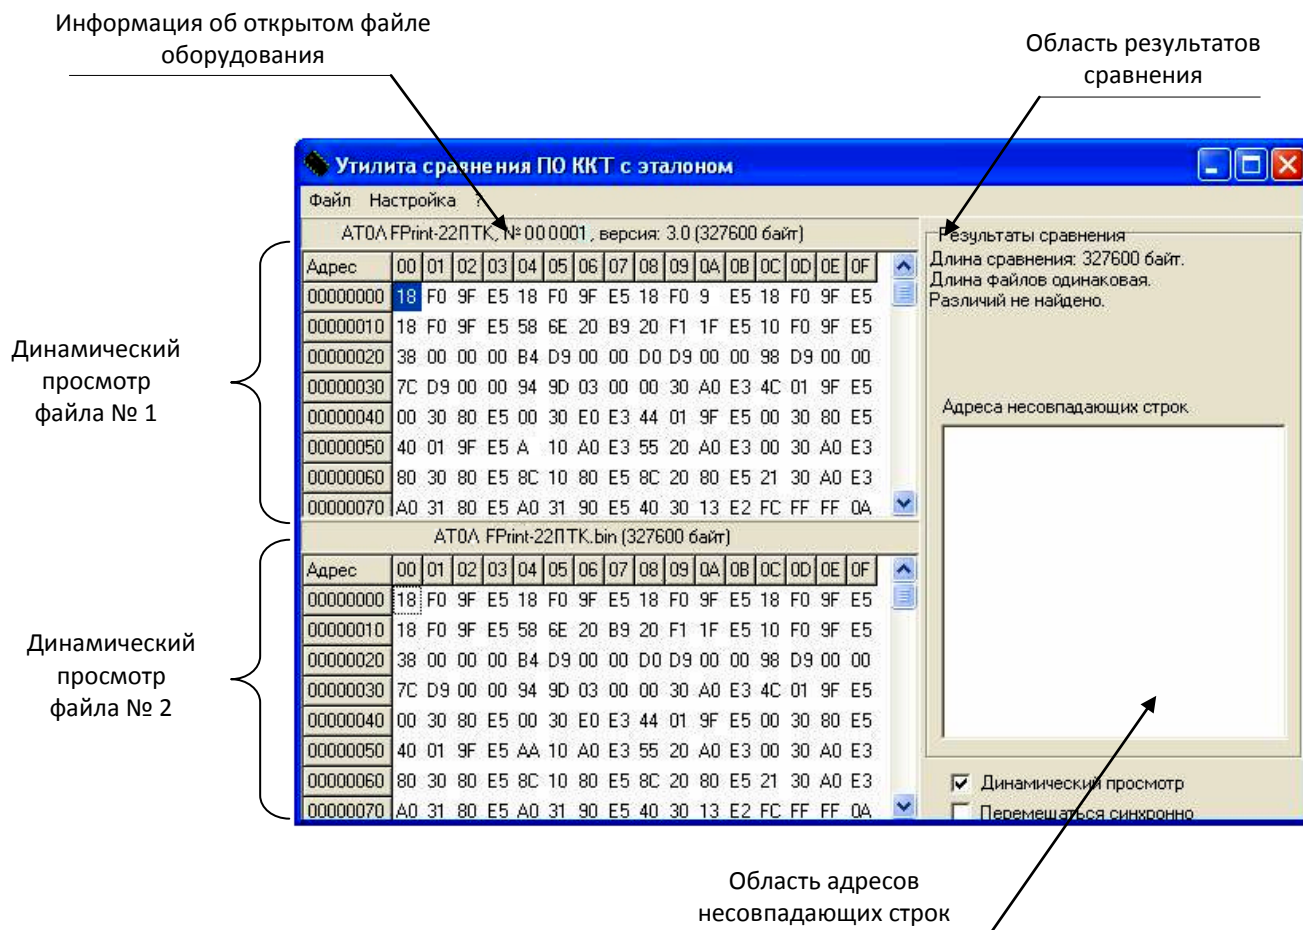 Информация об открытом файле
оборудования
Область результатов
сравнения
Утилита сравнения ПО ККТ с эталоном
Файл Настройка ?
АТОЛ FPrint-22ПТК, № 000001, версия: 3.0 (327600 байт)
Адрес 00 01 02 03 04 05 06 07 08 09 0A 0B 0C 0D 0E 0F
00000000 18 F0 9F E5 18 F0 9F E5 18 F0 9 E5 18 F0 9F E5
00000010 18 F0 9F E5 58 6E 20 B9 20 F1 1F E5 10 F0 9F E5
00000020 38 00 00 00 B4 D9 00 00 D0 D9 00 00 98 D9 00 00
00000030 7C D9 00 00 94 9D 03 00 00 30 A0 E3 4C 01 9F E5
00000040 00 30 80 E5 00 30 E0 E3 44 01 9F E5 00 30 80 E5
00000050 40 01 9F E5 A 10 A0 E3 55 20 A0 E3 00 30 A0 E3
00000060 80 30 80 E5 8C 10 80 E5 8C 20 80 E5 21 30 A0 E3
00000070 A0 31 80 E5 A0 31 90 E5 40 30 13 E2 FC FF FF 0A
Динамический
просмотр
файла № 1
АТОЛ FPrint-22ПТК.bin (327600 байт)
Адрес 00 01 02 03 04 05 06 07 08 09 0A 0B 0C 0D 0E 0F
00000000 18 F0 9F E5 18 F0 9F E5 18 F0 9F E5 18 F0 9F E5
00000010 18 F0 9F E5 58 6E 20 B9 20 F1 1F E5 10 F0 9F E5
00000020 38 00 00 00 B4 D9 00 00 D0 D9 00 00 98 D9 00 00
00000030 7C D9 00 00 94 9D 03 00 00 30 A0 E3 4C 01 9F E5
00000040 00 30 80 E5 00 30 E0 E3 44 01 9F E5 00 30 80 E5
00000050 40 01 9F E5 AA 10 A0 E3 55 20 A0 E3 00 30 A0 E3
00000060 80 30 80 E5 8C 10 80 E5 8C 20 80 E5 21 30 A0 E3
00000070 A0 31 80 E5 A0 31 90 E5 40 30 13 E2 FC FF FF 0A
Динамический
просмотр
файла № 2
Результаты сравнения
Длина сравнения: 327600 байт.
Длина файлов одинаковая.
Различий не найдено.
Адреса несовпадающих строк
Динамический просмотр
Перемещаться синхронно
Область адресов
несовпадающих строк